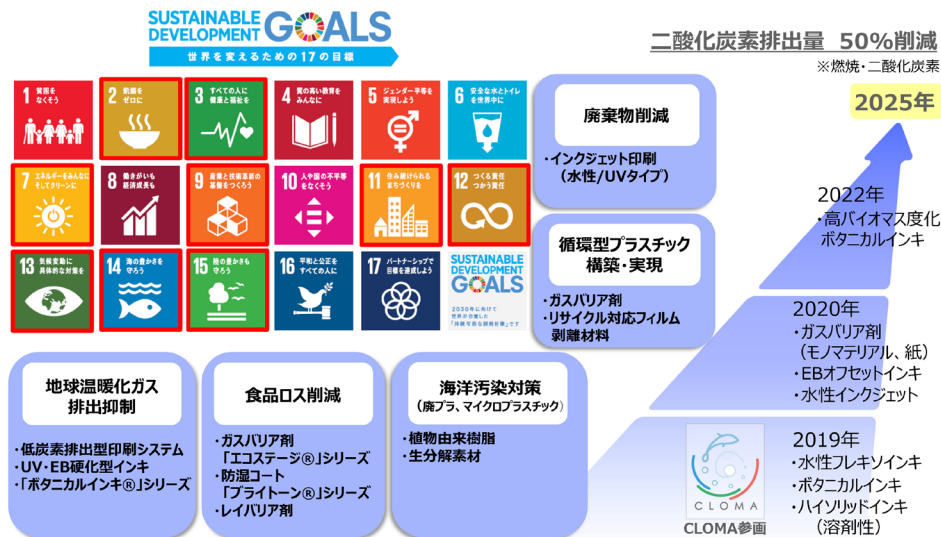 SUSTAINABLE
DEVELOPMENT
GOALS
世界を変えるための17の目標
1 貧困を
なくそう
2 飢餓を
ゼロに
3 すべての人に
健康と福祉を
4 質の高い教育を
みんなに
5 ジェンダー平等を
実現しよう
6 安全な水とトイレ
を世界中に
7 エネルギーをみんなに
そしてクリーンに
8 働きがいも
経済成長も
9 産業と技術革新の
基盤をつくろう
10 人や国の不平等
をなくそう
11 住み続けられる
まちづくりを
12 つくる責任
つかう責任
13 気候変動に
具体的な対策を
14 海の豊かさを
守ろう
15 陸の豊かさも
守ろう
16 平和と公正を
すべての人に
17 パートナーシップで
目標を達成しよう
SUSTAINABLE
DEVELOPMENT
GOALS
2030年に向けて
世界が合意した
「持続可能な開発目標」です
廃棄物削減
・インクジェット印刷
(水性/UVタイプ)
循環型プラスチック
構築・実現
・ガスバリア剤
・リサイクル対応フィルム
剥離材料
地球温暖化ガス
排出抑制
・低炭素排出型印刷システム
・UV・EB硬化型インキ
・「ボタニカルインキ®」シリーズ
食品ロス削減
・ガスバリア剤
「エコステージ®」シリーズ
・防湿コート
「ブライトーン®」シリーズ
・レイバリア剤
海洋汚染対策
(廃プラ、マイクロプラスチック)
・植物由来樹脂
・生分解素材
二酸化炭素排出量 50%削減
※燃焼・二酸化炭素
2025年
2022年
・高バイオマス度化
ボタニカルインキ
2020年
・ガスバリア剤
(モノマテリアル、紙)
・EBオフセットインキ
・水性インクジェット
2019年
・水性フレキソインキ
・ボタニカルインキ
・ハイソリッドインキ
(溶剤性)
CLOMA
CLOMA参画